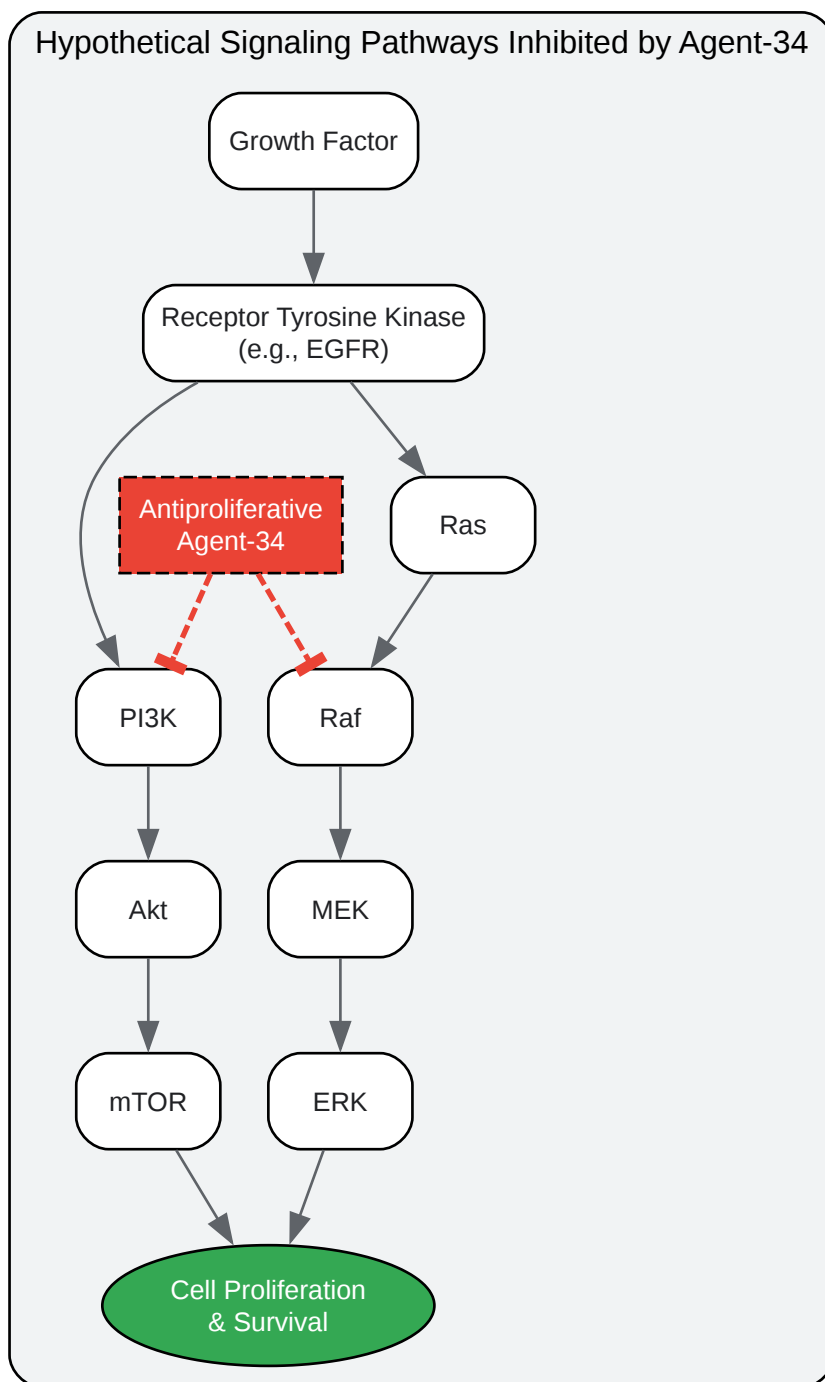 Hypothetical Signaling Pathways Inhibited by Agent-34
Growth Factor
Receptor Tyrosine Kinase
(e.g., EGFR)
Antiproliferative
Agent-34
Ras
PI3K
Raf
Akt
MEK
mTOR
ERK
Cell Proliferation
& Survival